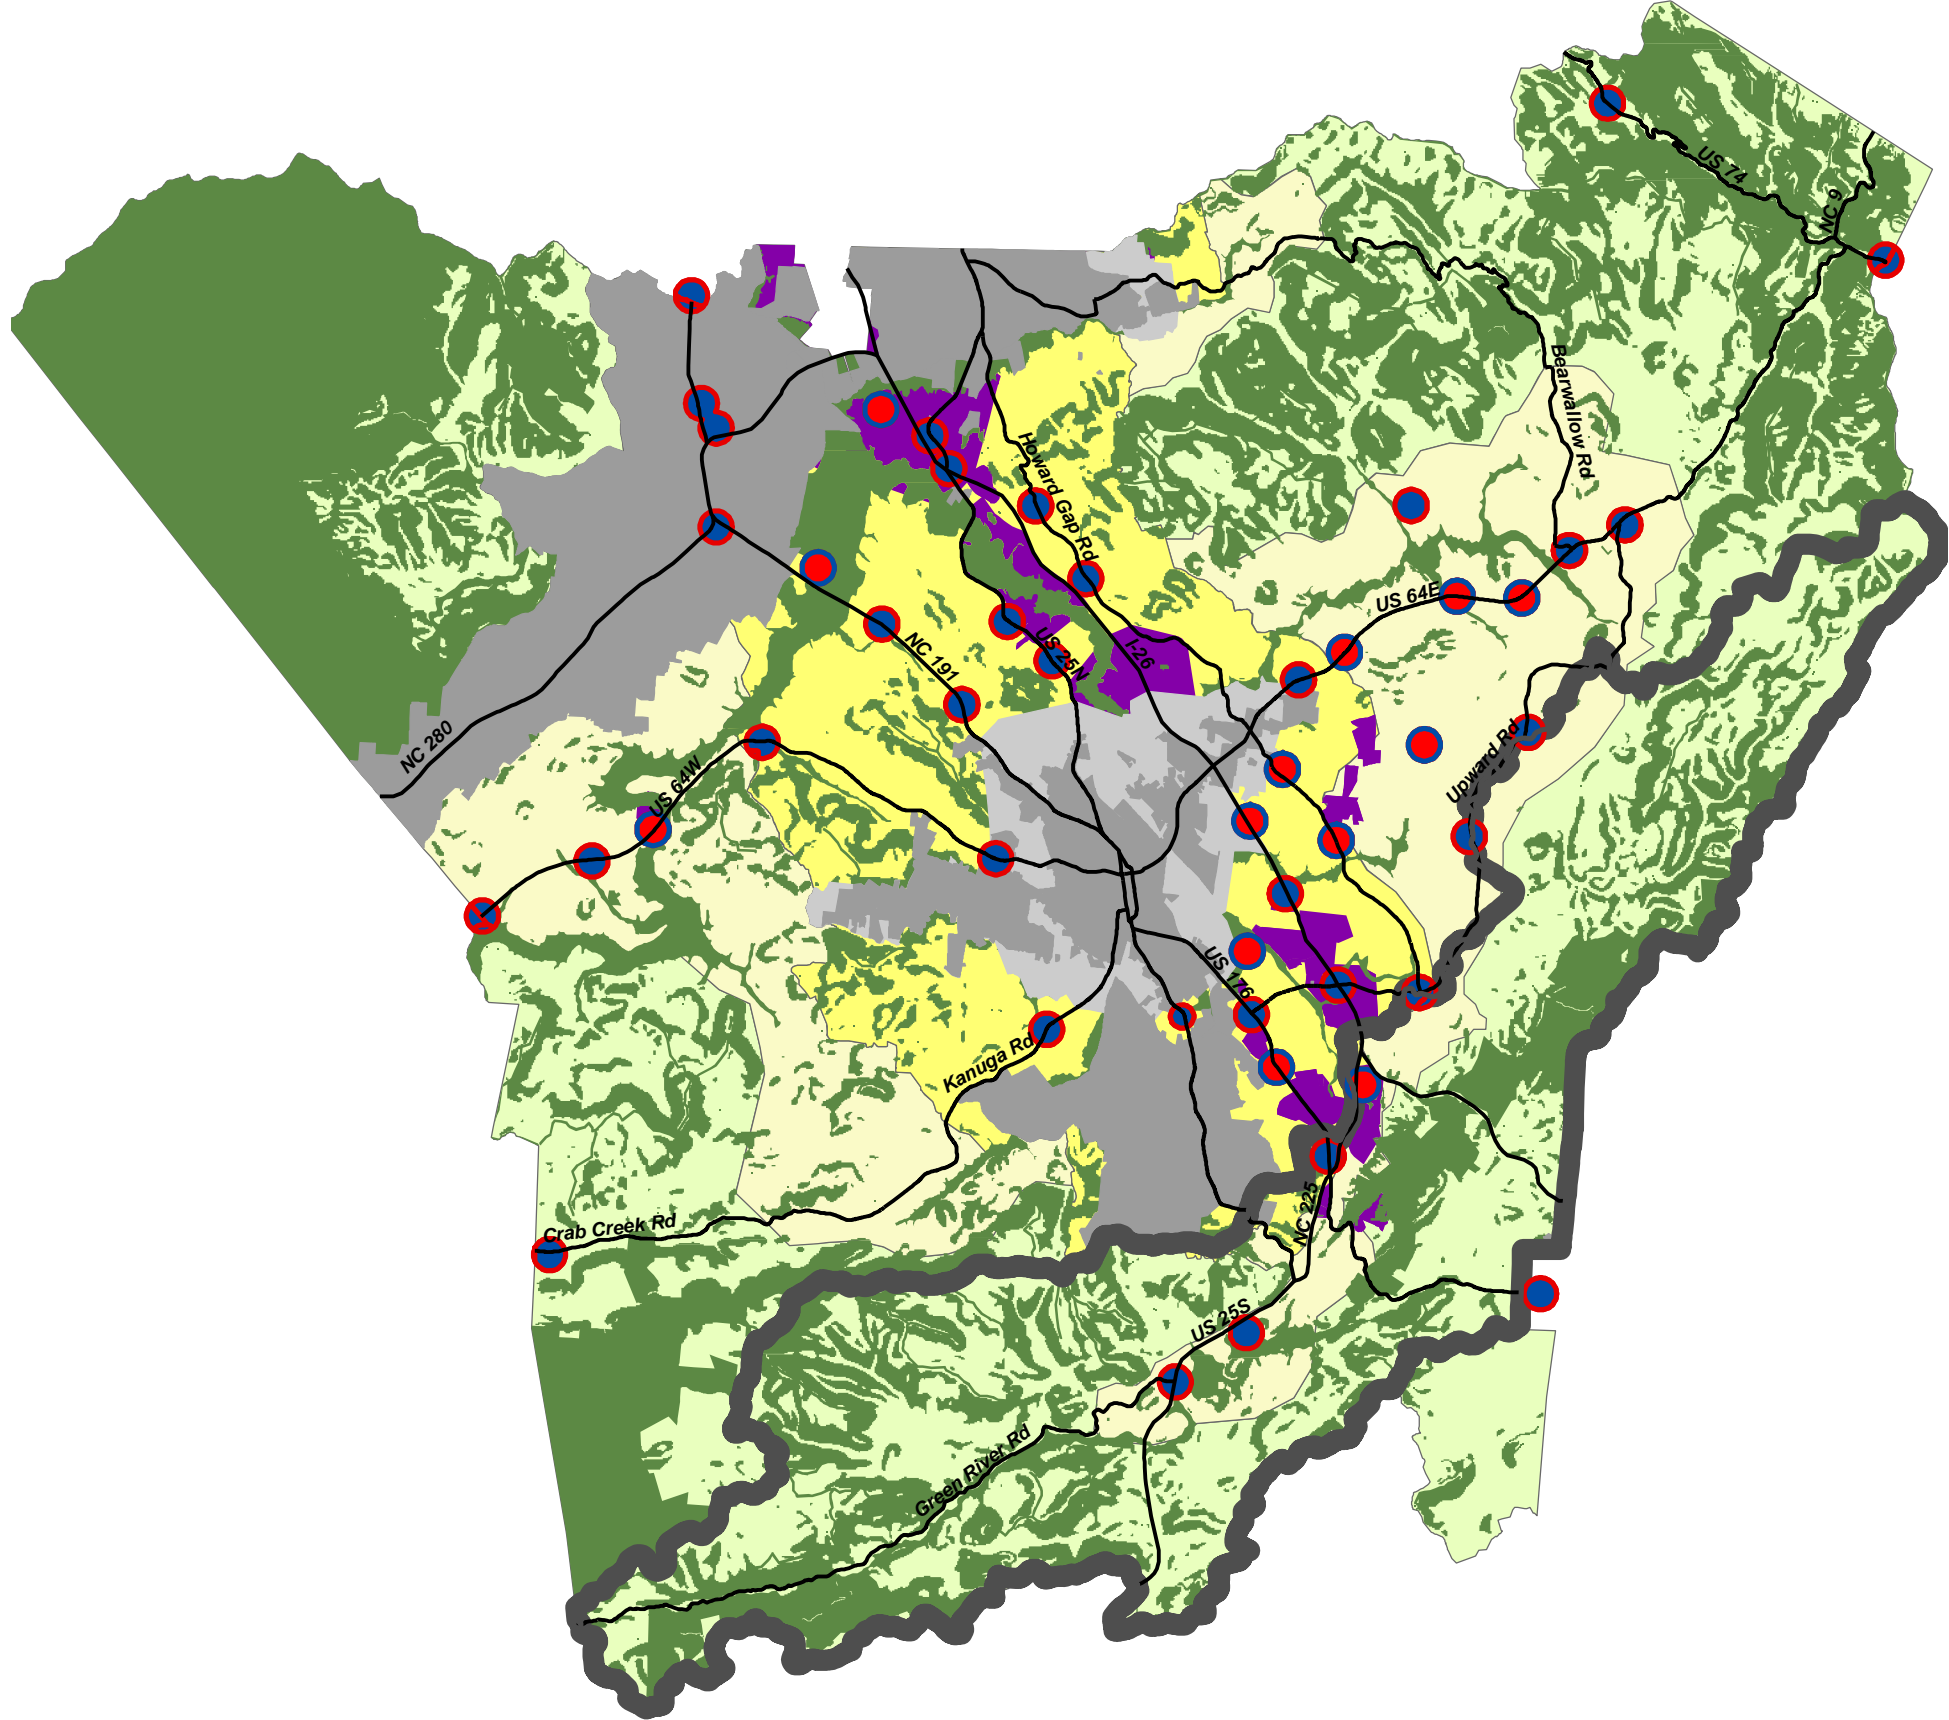 US 74
NC 9
Bearwallow Rd
Howard Gap Rd
US 64E
I-26
US 25N
NC 191
NC 280
US 64W
Upward Rd
US 176
Kanuga Rd
Crab Creek Rd
NC 225
US 25S
Green River Rd